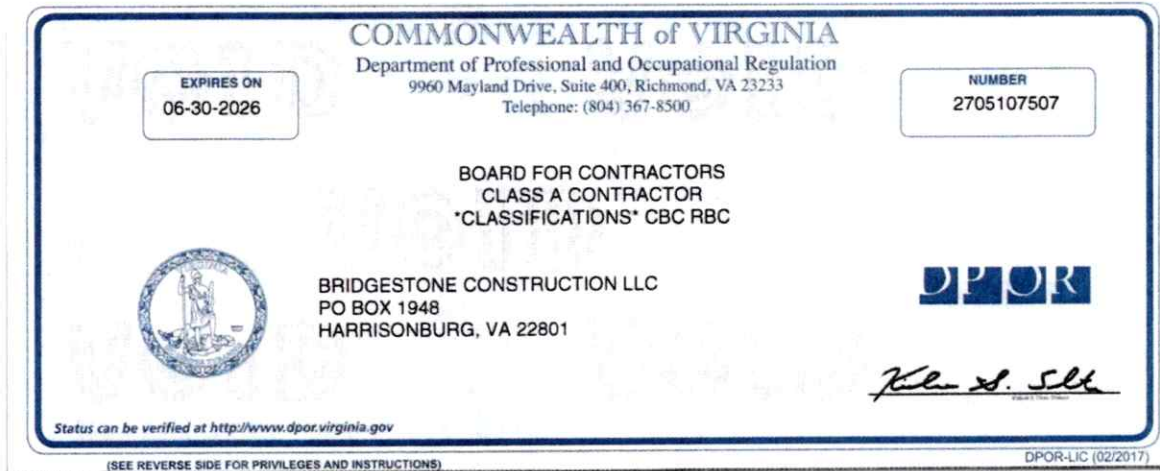 COMMONWEALTH of VIRGINIA
Department of Professional and Occupational Regulation
9960 Mayland Drive, Suite 400, Richmond, VA 23233
Telephone: (804) 367-8500
EXPIRES ON
06-30-2026
NUMBER
2705107507
BOARD FOR CONTRACTORS
CLASS A CONTRACTOR
*CLASSIFICATIONS* CBC RBC
VIRGINIA
BRIDGESTONE CONSTRUCTION LLC
PO BOX 1948
HARRISONBURG, VA 22801
DPOR
Status can be verified at http://www.dpor.virginia.gov
(SEE REVERSE SIDE FOR PRIVILEGES AND INSTRUCTIONS)
DPOR-LIC (02/2017)